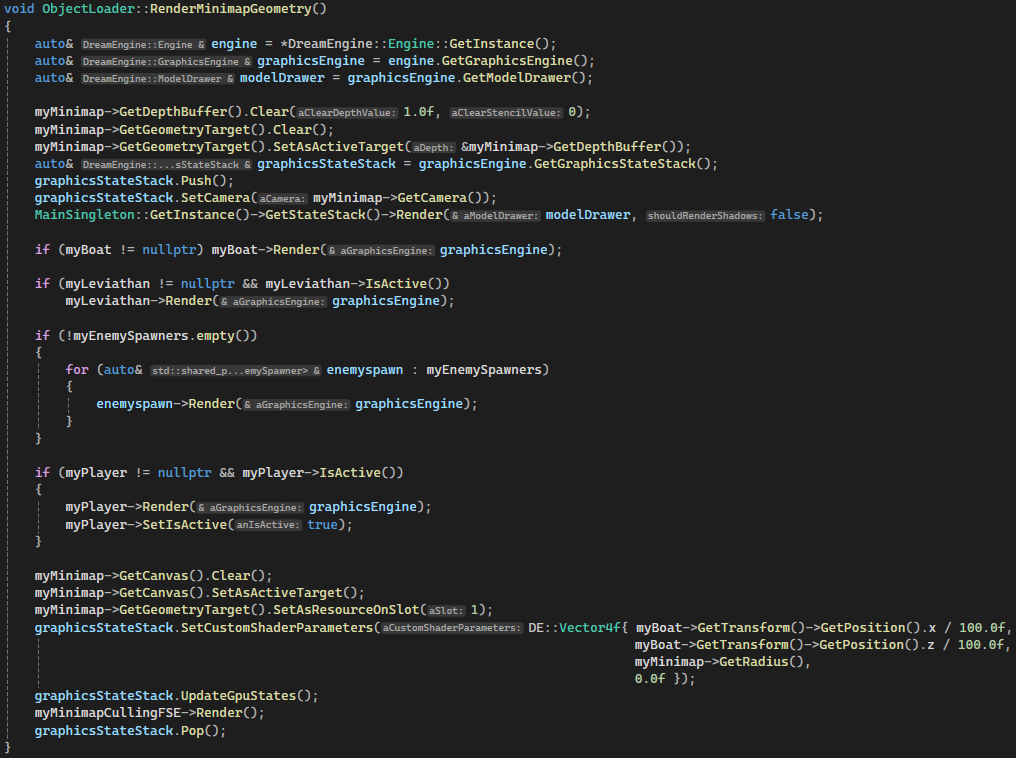 void ObjectLoader::RenderMinimapGeometry()
{
    auto& DreamEngine::Engine & engine = *DreamEngine::Engine::GetInstance();
    auto& DreamEngine::GraphicsEngine & graphicsEngine = engine.GetGraphicsEngine();
    auto& DreamEngine::ModelDrawer & modelDrawer = graphicsEngine.GetModelDrawer();

    myMinimap->GetDepthBuffer().Clear(aClearDepthValue: 1.0f, aClearStencilValue: 0);
    myMinimap->GetGeometryTarget().Clear();
    myMinimap->GetGeometryTarget().SetAsActiveTarget(aDepth: &myMinimap->GetDepthBuffer());
    auto& DreamEngine::...sStateStack & graphicsStateStack = graphicsEngine.GetGraphicsStateStack();
    graphicsStateStack.Push();
    graphicsStateStack.SetCamera(aCamera: myMinimap->GetCamera());
    MainSingleton::GetInstance()->GetStateStack()->Render(& aModelDrawer: modelDrawer, shouldRenderShadows: false);

    if (myBoat != nullptr) myBoat->Render(& aGraphicsEngine: graphicsEngine);

    if (myLeviathan != nullptr && myLeviathan->IsActive())
        myLeviathan->Render(& aGraphicsEngine: graphicsEngine);

    if (!myEnemySpawners.empty())
    {
        for (auto& std::shared_p...emySpawner> & enemyspawn : myEnemySpawners)
        {
            enemyspawn->Render(& aGraphicsEngine: graphicsEngine);
        }
    }

    if (myPlayer != nullptr && myPlayer->IsActive())
    {
        myPlayer->Render(& aGraphicsEngine: graphicsEngine);
        myPlayer->SetIsActive(anIsActive: true);
    }

    myMinimap->GetCanvas().Clear();
    myMinimap->GetCanvas().SetAsActiveTarget();
    myMinimap->GetGeometryTarget().SetAsResourceOnSlot(aSlot: 1);
    graphicsStateStack.SetCustomShaderParameters(aCustomShaderParameters: DE::Vector4f{ myBoat->GetTransform()->GetPosition().x / 100.0f,
                                                                              myBoat->GetTransform()->GetPosition().z / 100.0f,
                                                                              myMinimap->GetRadius(),
                                                                              0.0f });
    graphicsStateStack.UpdateGpuStates();
    myMinimapCullingFSE->Render();
    graphicsStateStack.Pop();
}